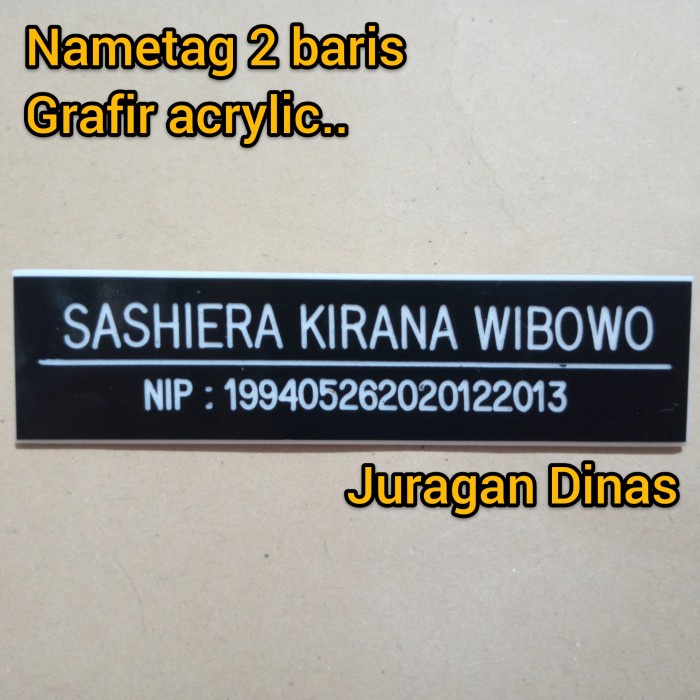 Nametag 2 baris
Grafir acrylic..
SASHIERA KIRANA WIBOWO
NIP : 199405262020122013
Juragan Dinas